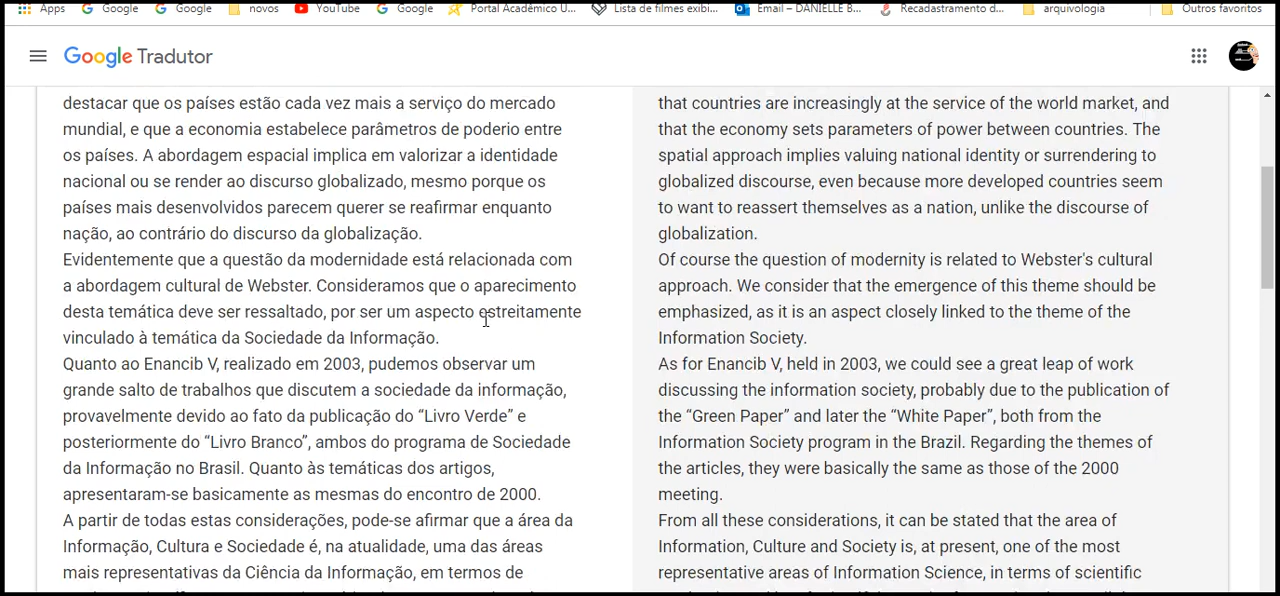 Apps Google Google novos YouTube Google Portal Acadêmico U... Lista de filmes exibi... Email – DANIELLE B... Recadastramento d... arquivologia Outros favoritos
Google Tradutor
destacar que os países estão cada vez mais a serviço do mercado
mundial, e que a economia estabelece parâmetros de poderio entre
os países. A abordagem espacial implica em valorizar a identidade
nacional ou se render ao discurso globalizado, mesmo porque os
países mais desenvolvidos parecem querer se reafirmar enquanto
nação, ao contrário do discurso da globalização.
Evidentemente que a questão da modernidade está relacionada com
a abordagem cultural de Webster. Consideramos que o aparecimento
desta temática deve ser ressaltado, por ser um aspecto estreitamente
vinculado à temática da Sociedade da Informação.
Quanto ao Enancib V, realizado em 2003, pudemos observar um
grande salto de trabalhos que discutem a sociedade da informação,
provavelmente devido ao fato da publicação do “Livro Verde” e
posteriormente do “Livro Branco”, ambos do programa de Sociedade
da Informação no Brasil. Quanto às temáticas dos artigos,
apresentaram-se basicamente as mesmas do encontro de 2000.
A partir de todas estas considerações, pode-se afirmar que a área da
Informação, Cultura e Sociedade é, na atualidade, uma das áreas
mais representativas da Ciência da Informação, em termos de
that countries are increasingly at the service of the world market, and
that the economy sets parameters of power between countries. The
spatial approach implies valuing national identity or surrendering to
globalized discourse, even because more developed countries seem
to want to reassert themselves as a nation, unlike the discourse of
globalization.
Of course the question of modernity is related to Webster's cultural
approach. We consider that the emergence of this theme should be
emphasized, as it is an aspect closely linked to the theme of the
Information Society.
As for Enancib V, held in 2003, we could see a great leap of work
discussing the information society, probably due to the publication of
the “Green Paper” and later the “White Paper”, both from the
Information Society program in the Brazil. Regarding the themes of
the articles, they were basically the same as those of the 2000
meeting.
From all these considerations, it can be stated that the area of
Information, Culture and Society is, at present, one of the most
representative areas of Information Science, in terms of scientific